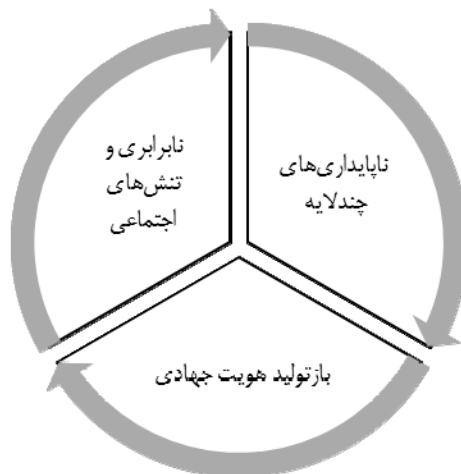 ناپایداری‌های
چندلایه
بازتولید هویت جهادی
نابرابری و
تنش‌های
اجتماعی